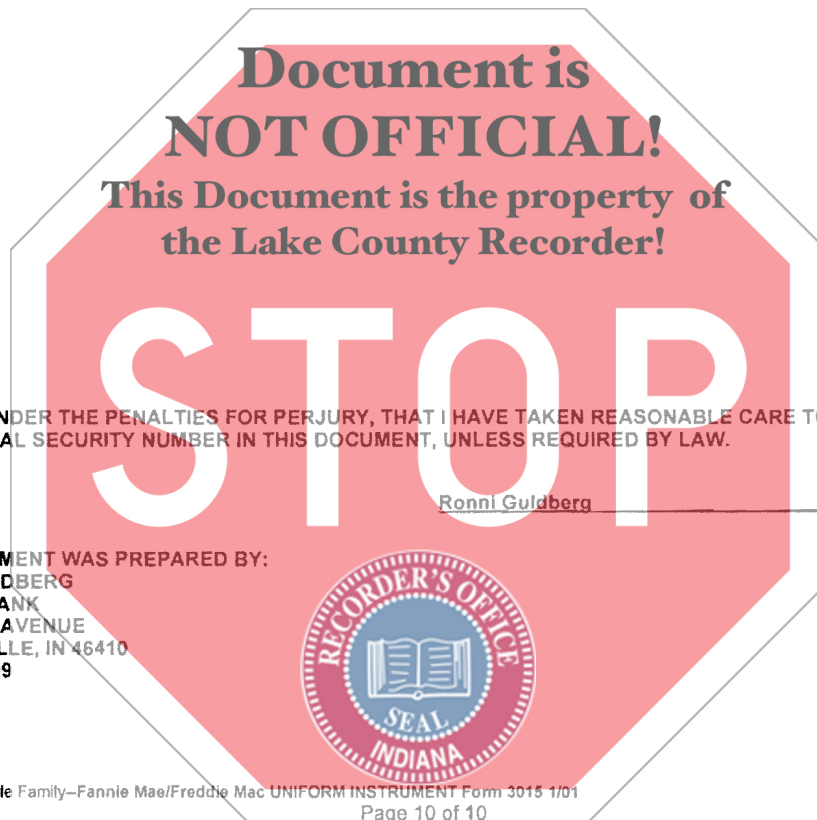 Document is
NOT OFFICIAL!
This Document is the property of
the Lake County Recorder!
STOP
NDER THE PENALTIES FOR PERJURY, THAT I HAVE TAKEN REASONABLE CARE TO
AL SECURITY NUMBER IN THIS DOCUMENT, UNLESS REQUIRED BY LAW.
Ronni Guldberg
MENT WAS PREPARED BY:
DBERG
ANK
AVENUE
LLE, IN 46410
9
RECORDER'S OFFICE
SEAL
INDIANA
le Family–Fannie Mae/Freddie Mac UNIFORM INSTRUMENT Form 3015 1/01
Page 10 of 10